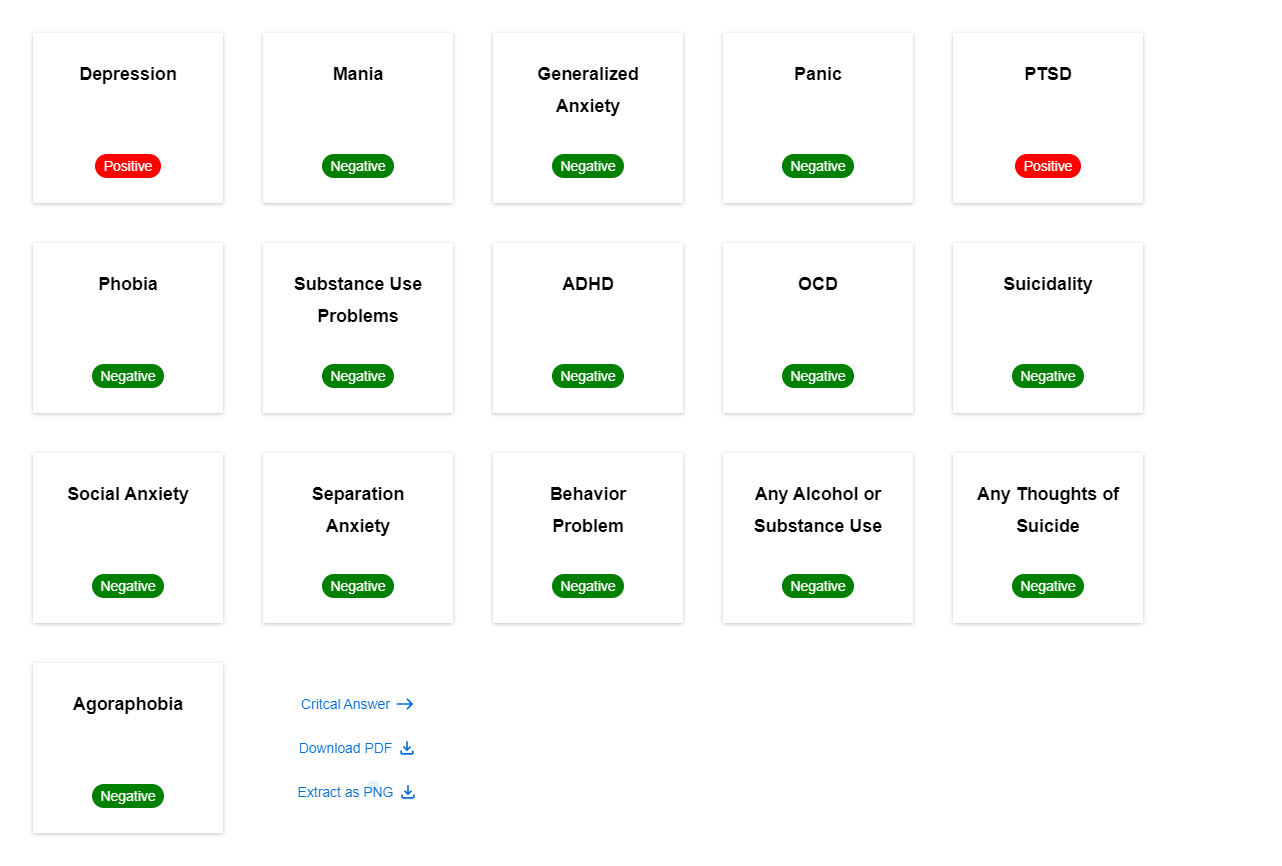 Depression
Positive
Mania
Negative
Generalized
Anxiety
Negative
Panic
Negative
PTSD
Positive
Phobia
Negative
Substance Use
Problems
Negative
ADHD
Negative
OCD
Negative
Suicidality
Negative
Social Anxiety
Negative
Separation
Anxiety
Negative
Behavior
Problem
Negative
Any Alcohol or
Substance Use
Negative
Any Thoughts of
Suicide
Negative
Agoraphobia
Negative
Critcal Answer
Download PDF
Extract as PNG